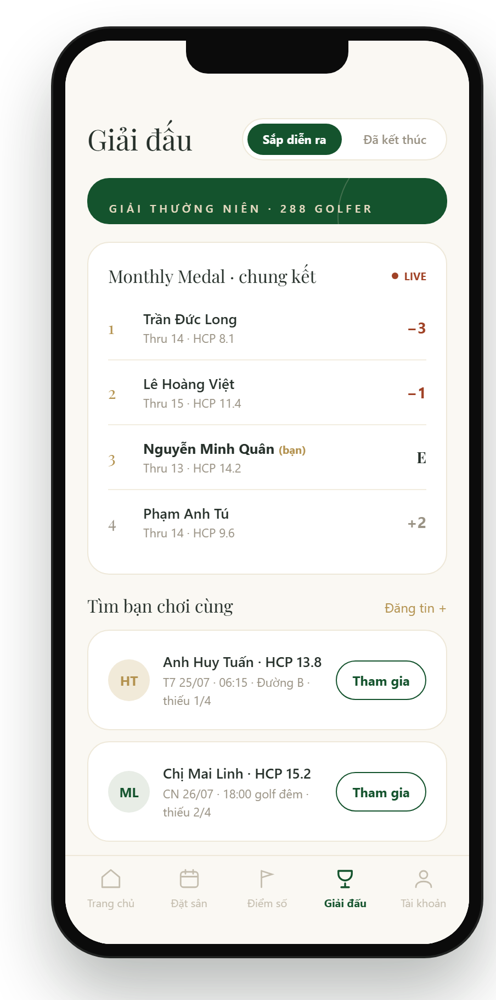 Giải đấu
Sắp diễn ra
Đã kết thúc
GIẢI THƯỜNG NIÊN · 288 GOLFER
Monthly Medal · chung kết
LIVE
1
Trần Đức Long
Thru 14 · HCP 8.1
−3
2
Lê Hoàng Việt
Thru 15 · HCP 11.4
−1
3
Nguyễn Minh Quân (bạn)
Thru 13 · HCP 14.2
E
4
Phạm Anh Tú
Thru 14 · HCP 9.6
+2
Tìm bạn chơi cùng
Đăng tin +
HT
Anh Huy Tuấn · HCP 13.8
T7 25/07 · 06:15 · Đường B ·
thiếu 1/4
Tham gia
ML
Chị Mai Linh · HCP 15.2
CN 26/07 · 18:00 golf đêm ·
thiếu 2/4
Tham gia
Trang chủ
Đặt sân
Điểm số
Giải đấu
Tài khoản